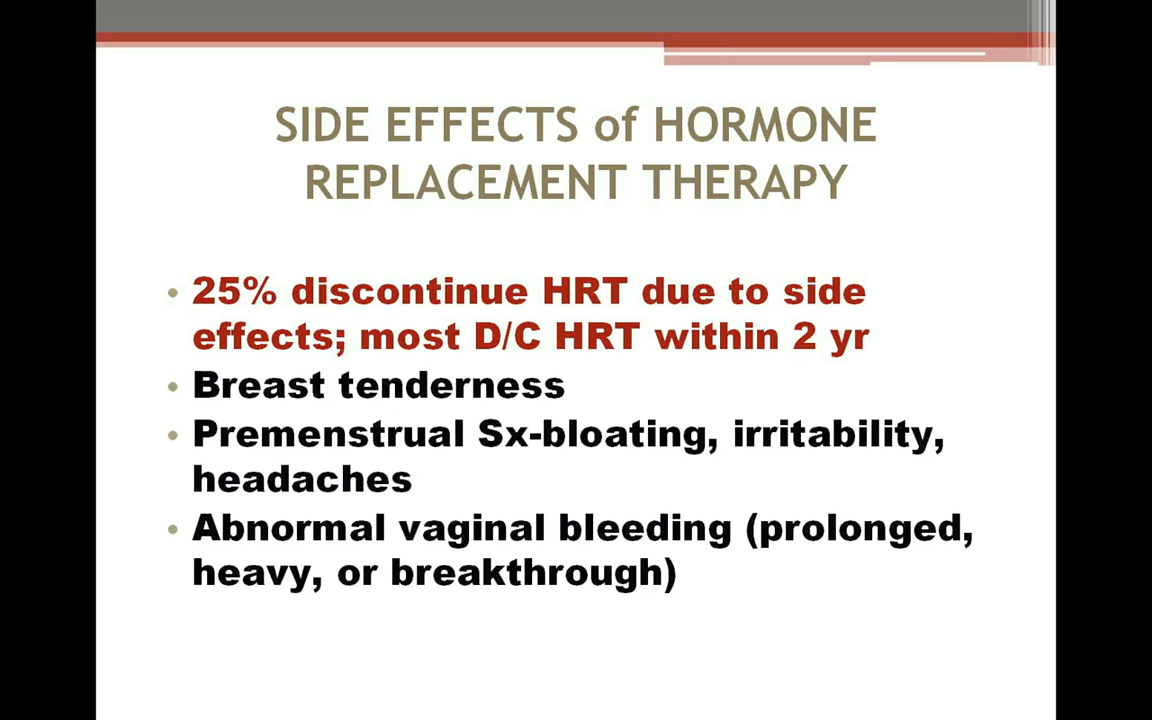 SIDE EFFECTS of HORMONE
REPLACEMENT THERAPY
• 25% discontinue HRT due to side
effects; most D/C HRT within 2 yr
• Breast tenderness
• Premenstrual Sx-bloating, irritability,
headaches
• Abnormal vaginal bleeding (prolonged,
heavy, or breakthrough)